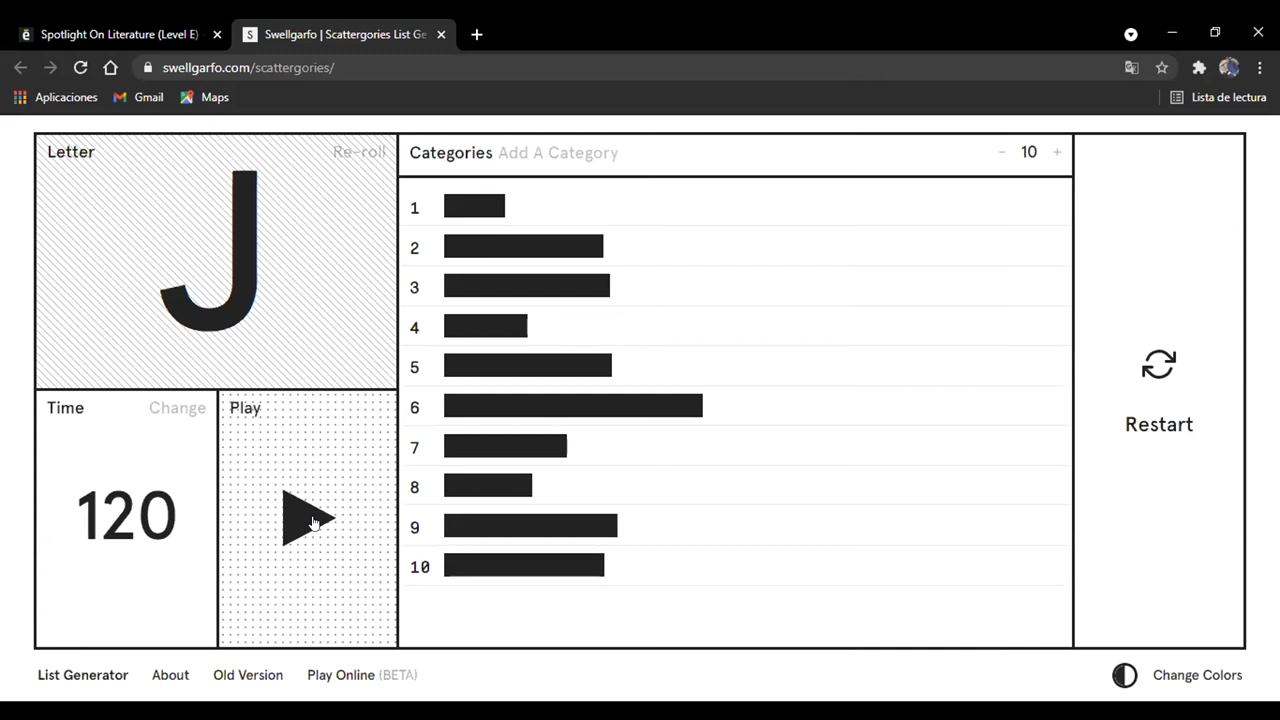 Spotlight On Literature (Level E)
Swellgarfo | Scattergories List Ge
swellgarfo.com/scattergories/
Aplicaciones
Gmail
Maps
Lista de lectura
Letter
Re-roll
J
Categories Add A Category
- 10 +
1
2
3
4
5
6
7
8
9
10
Time
Change
120
Play
Restart
List Generator
About
Old Version
Play Online (BETA)
Change Colors